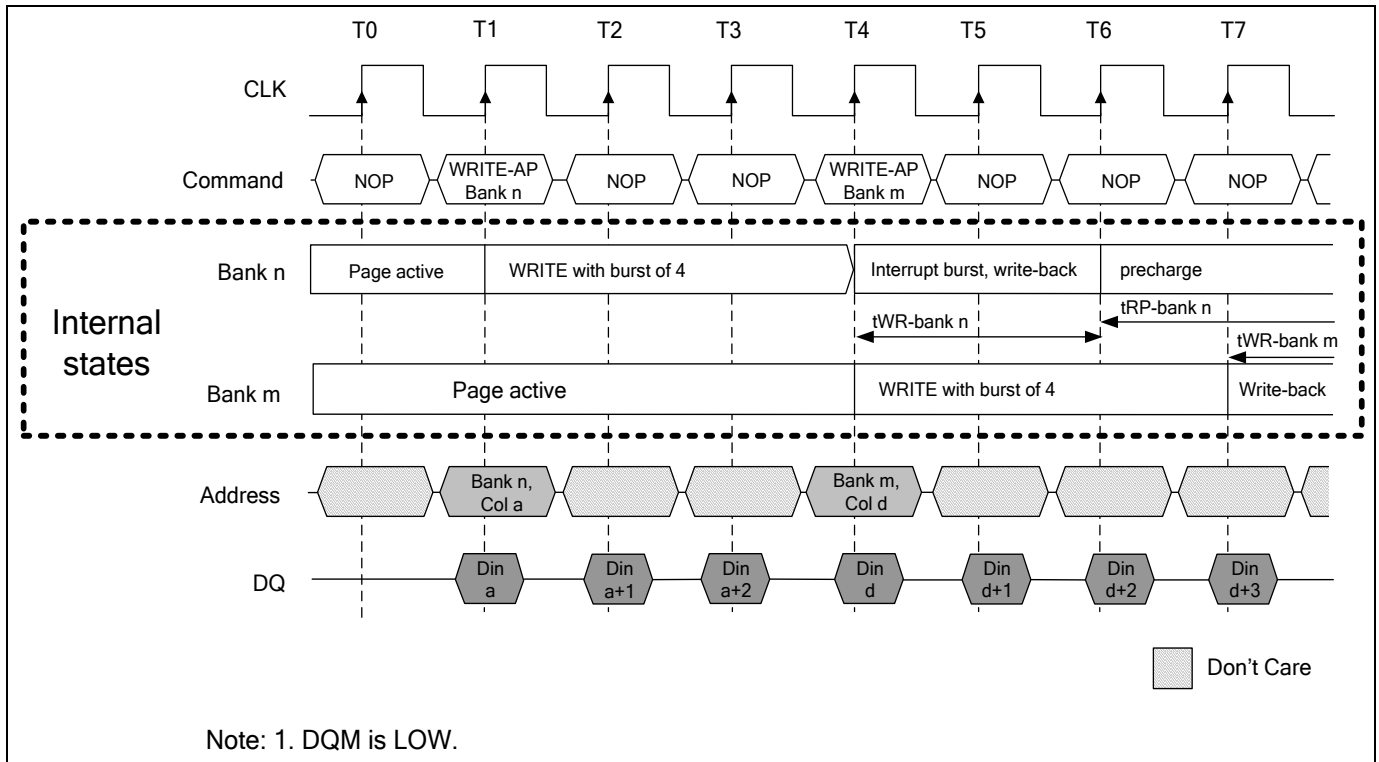 T0 T1 T2 T3 T4 T5 T6 T7
CLK
Command NOP WRITE-AP Bank n NOP NOP WRITE-AP Bank m NOP NOP NOP
Internal states
Bank n Page active WRITE with burst of 4 Interrupt burst, write-back precharge
tWR-bank n tRP-bank n
tWR-bank m
Bank m Page active WRITE with burst of 4 Write-back
Address Bank n, Col a Bank m, Col d
DQ Din a Din a+1 Din a+2 Din d Din d+1 Din d+2 Din d+3
Don't Care
Note: 1. DQM is LOW.